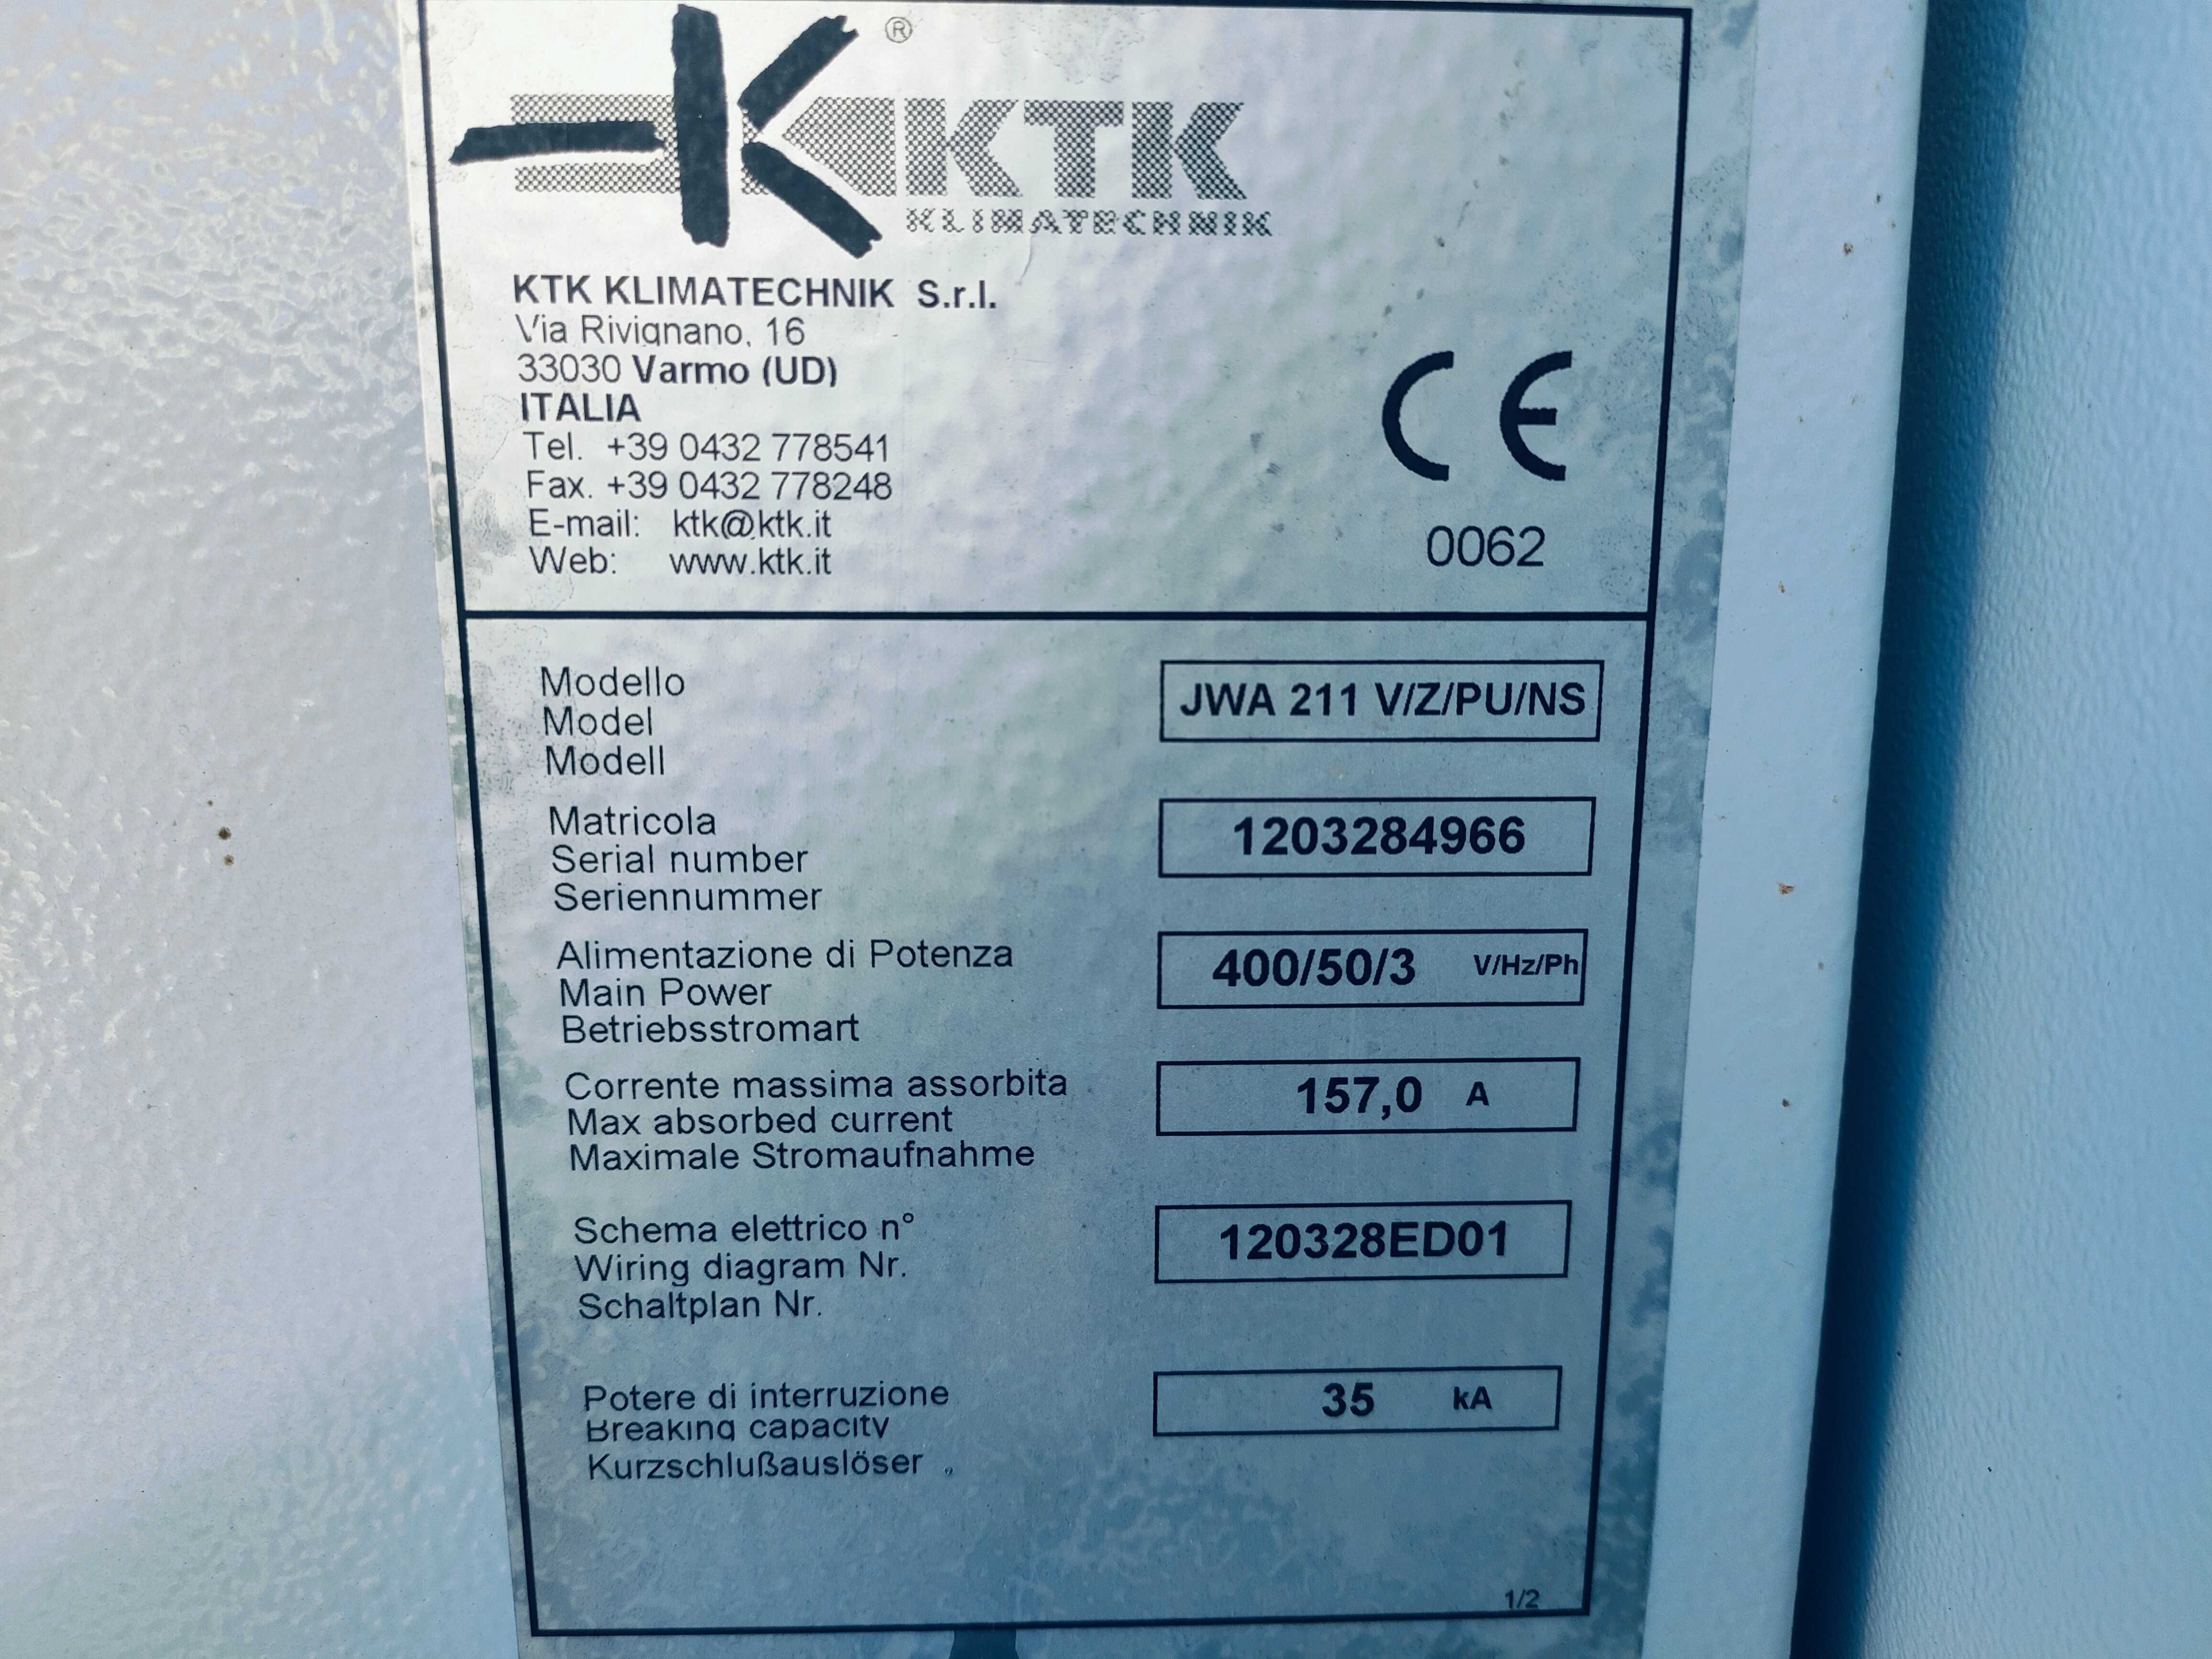 K ®
KTK
KLIMATECHNIK
KTK KLIMATECHNIK S.r.l.
Via Rivignano, 16
33030 Varmo (UD)
ITALIA
Tel. +39 0432 778541
Fax. +39 0432 778248
E-mail: ktk@ktk.it
Web: www.ktk.it
CE
0062
Modello
Model
Modell
JWA 211 V/Z/PU/NS
Matricola
Serial number
Seriennummer
1203284966
Alimentazione di Potenza
Main Power
Betriebsstromart
400/50/3 V/Hz/Ph
Corrente massima assorbita
Max absorbed current
Maximale Stromaufnahme
157,0 A
Schema elettrico n°
Wiring diagram Nr.
Schaltplan Nr.
120328ED01
Potere di interruzione
Breaking capacity
Kurzschlußauslöser
35 kA
1/2